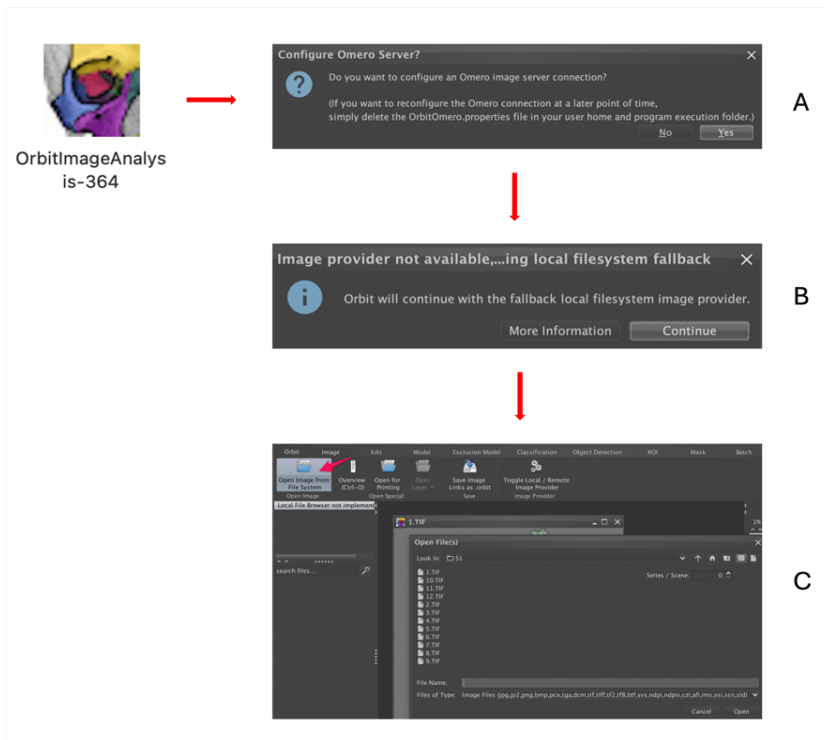 OrbitImageAnalys
is-364
Configure Omero Server?
Do you want to configure an Omero image server connection?
(If you want to reconfigure the Omero connection at a later point of time,
simply delete the OrbitOmero.properties file in your user home and program execution folder.)
No Yes
A
Image provider not available,...ing local filesystem fallback
Orbit will continue with the fallback local filesystem image provider.
More Information Continue
B
Orbit Image Edit Model Exclusion Model Classification Object Detection ROI Mask Batch
Open Image from Overview Open for Open Save Image Toggle Local / Remote
File System (Ctrl-O) Printing Layer Links as .orbit Image Provider
Open Image Open Special Save Image Provider
Local File Browser not implement
1.TIF
1%
Open File(s)
Look In: S1
search files...
Series / Scene: 0
1.TIF
10.TIF
11.TIF
12.TIF
2.TIF
3.TIF
4.TIF
5.TIF
6.TIF
7.TIF
8.TIF
9.TIF
File Name:
Files of Type: Image Files (jpg,jp2,png,bmp,pcx,tga,dcm,tif,tiff,tf2,tf8,btf,svs,ndpi,ndpis,czi,afi,ims,vsi,scn,sld)
Cancel Open
C